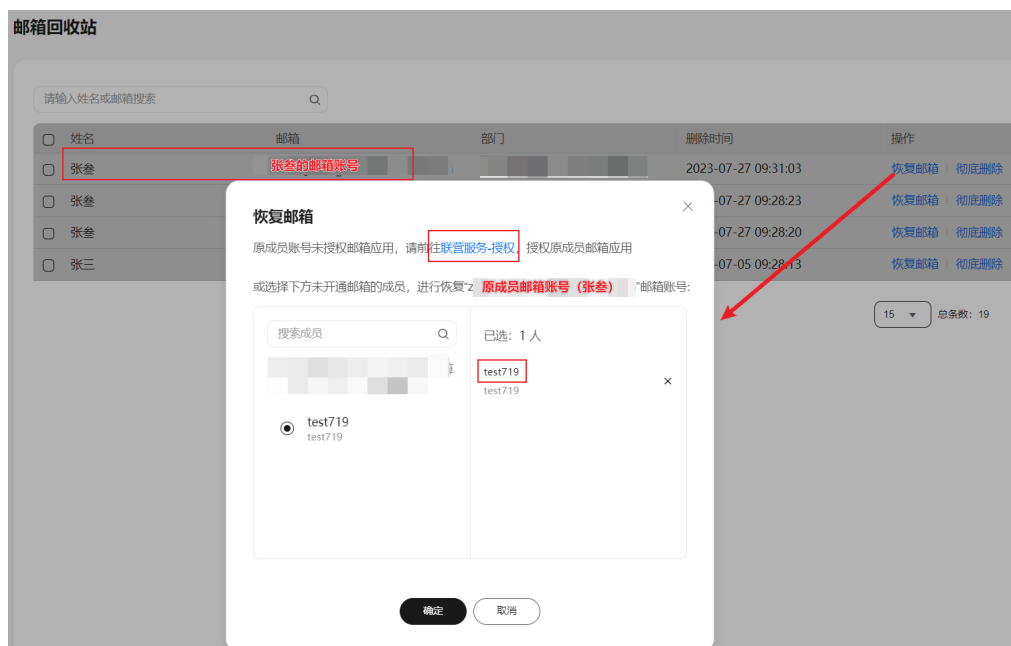 邮箱回收站
请输入姓名或邮箱搜索
姓名 邮箱 部门 删除时间 操作
张叁 张叁的邮箱账号 2023-07-27 09:31:03 恢复邮箱 彻底删除
张叁 -07-27 09:28:23 恢复邮箱 彻底删除
张叁 -07-27 09:28:20 恢复邮箱 彻底删除
张三 -07-05 09:28:13 恢复邮箱 彻底删除
15 总条数：19
恢复邮箱
原成员账号未授权邮箱应用，请前往联营服务-授权，授权原成员邮箱应用
或选择下方未开通邮箱的成员，进行恢复"z 原成员邮箱账号（张叁） "邮箱账号:
搜索成员
已选：1 人
test719
test719
test719
test719
确定 取消